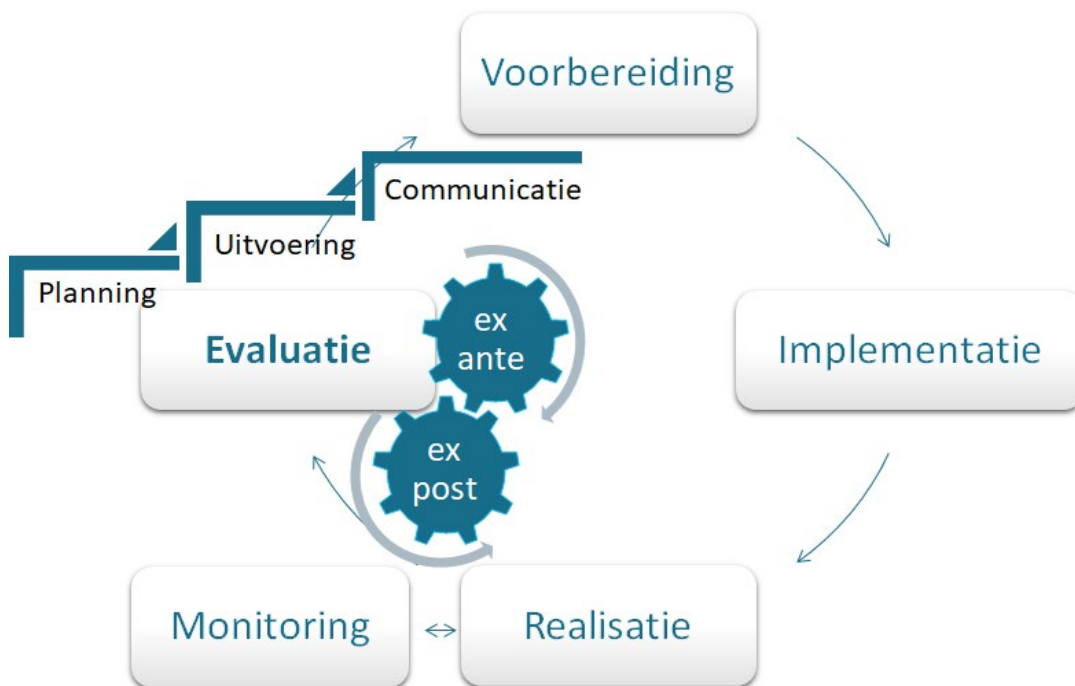 Voorbereiding
Communicatie
Uitvoering
Planning
Evaluatie
ex
ante
Implementatie
ex
post
Monitoring
Realisatie